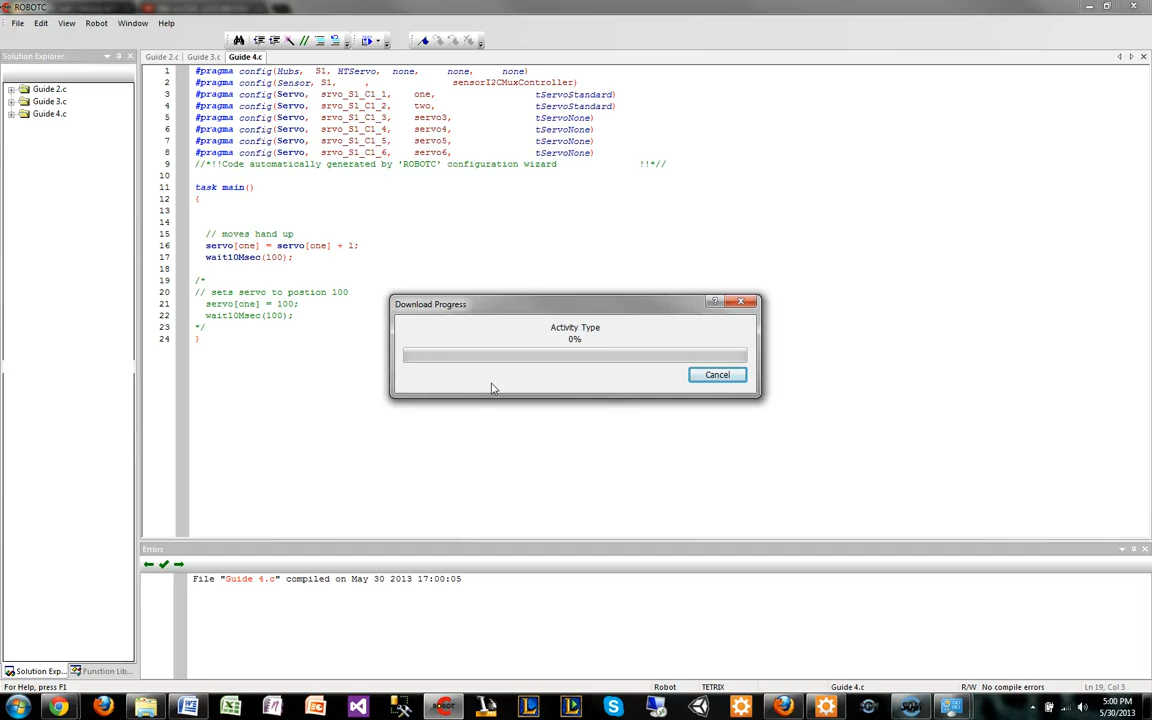 ROBOTC
File Edit View Robot Window Help
Solution Explorer
Guide 2.c Guide 3.c Guide 4.c
Guide 2.c
Guide 3.c
Guide 4.c
1 #pragma config(Hubs, S1, HTServo, none, none, none)
2 #pragma config(Sensor, S1, , sensorI2CMuxController)
3 #pragma config(Servo, srvo_S1_C1_1, one, tServoStandard)
4 #pragma config(Servo, srvo_S1_C1_2, two, tServoStandard)
5 #pragma config(Servo, srvo_S1_C1_3, servo3, tServoNone)
6 #pragma config(Servo, srvo_S1_C1_4, servo4, tServoNone)
7 #pragma config(Servo, srvo_S1_C1_5, servo5, tServoNone)
8 #pragma config(Servo, srvo_S1_C1_6, servo6, tServoNone)
9 //*!!Code automatically generated by 'ROBOTC' configuration wizard !!*//
10
11 task main()
12 {
13
14
15 // moves hand up
16 servo[one] = servo[one] + 1;
17 wait10Msec(100);
18
19 /*
20 // sets servo to postion 100
21 servo[one] = 100;
22 wait10Msec(100);
23 */
24 }
Download Progress
Activity Type
0%
Cancel
Errors
File "Guide 4.c" compiled on May 30 2013 17:00:05
Solution Exp... Function Lib...
For Help, press F1 Robot TETRIX Guide 4.c R/W No compile errors Ln 19, Col 3
5:00 PM
5/30/2013